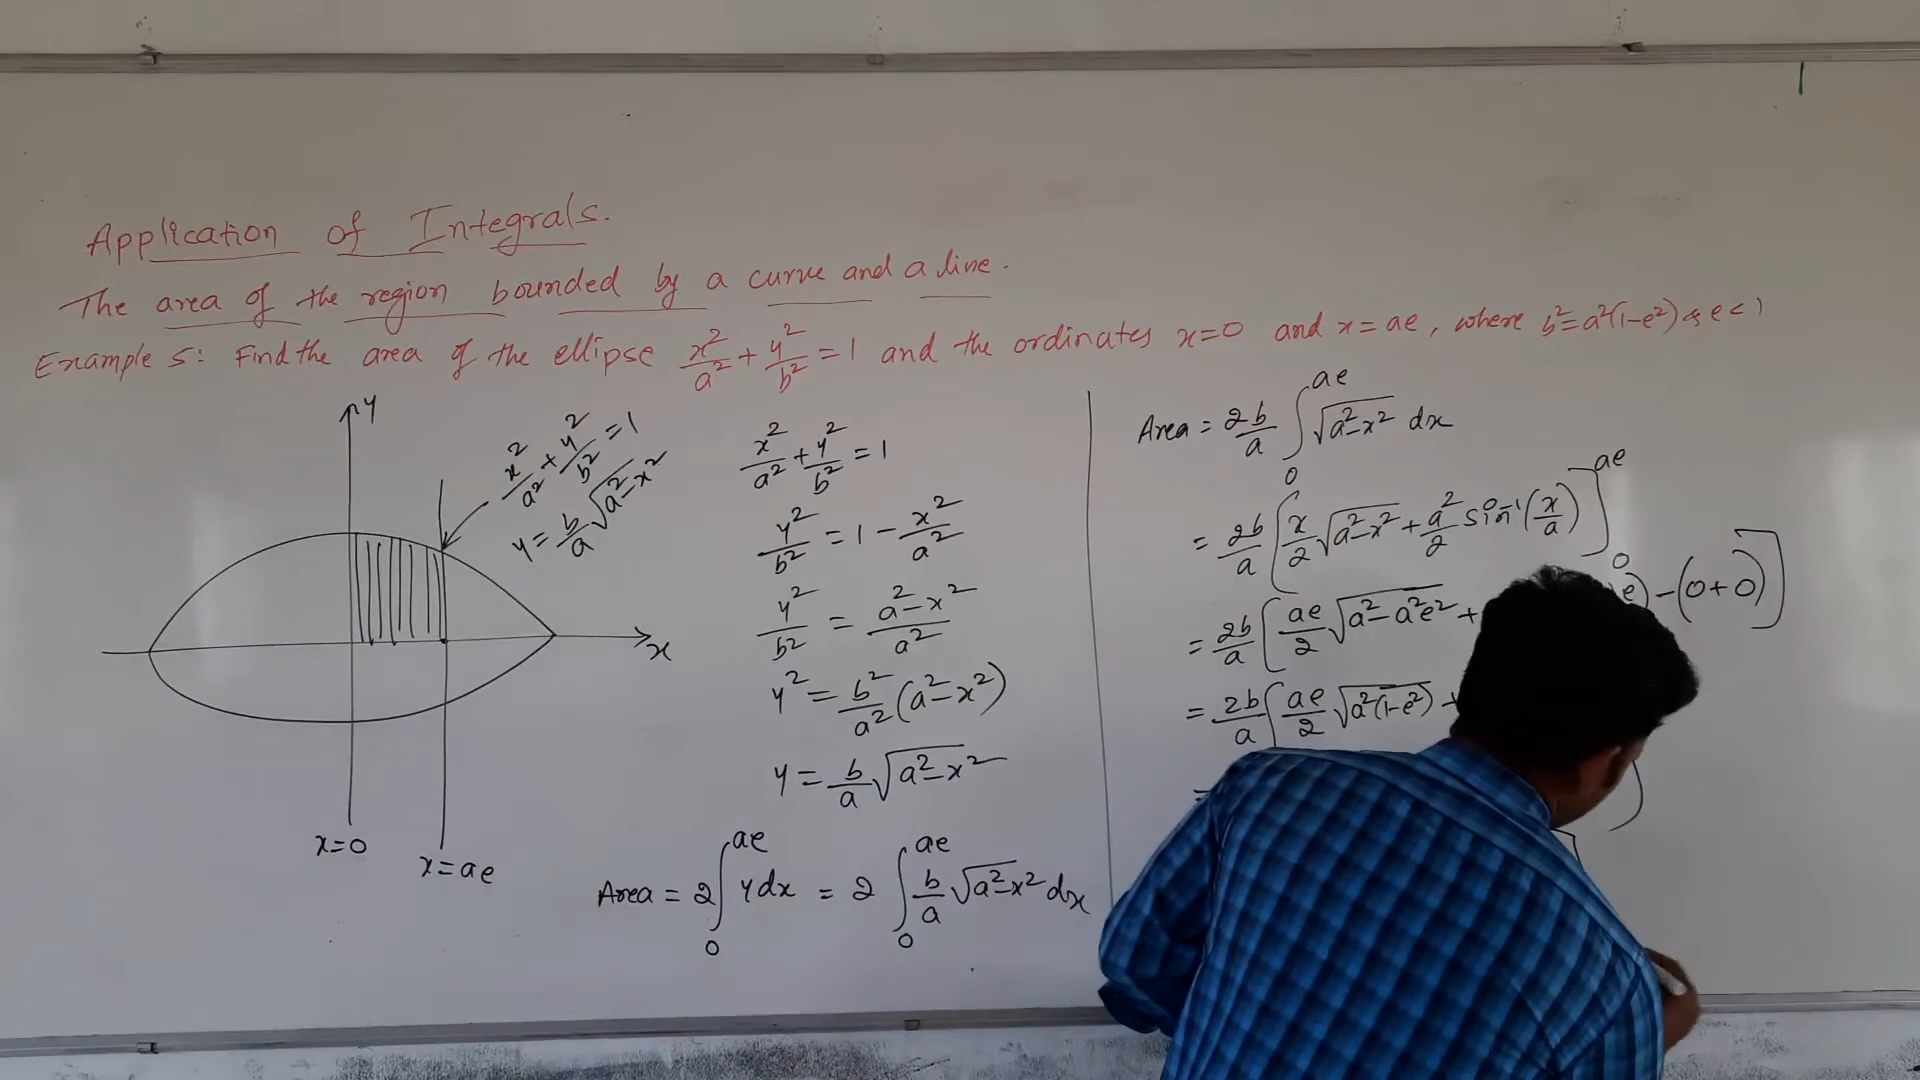 Application of Integrals.
The area of the region bounded by a curve and a line.
Example 5: Find the area of the ellipse x²/a² + y²/b² = 1 and the ordinates x=0 and x=ae, where b²=a²(1-e²) & e<1
y
x²/a² + y²/b² = 1
y = b/a √(a²-x²)
x
x=0
x=ae
x²/a² + y²/b² = 1
y²/b² = 1 - x²/a²
y²/b² = (a²-x²)/a²
y² = b²/a² (a²-x²)
y = b/a √(a²-x²)
Area = 2 ∫₀^ae y dx = 2 ∫₀^ae b/a √(a²-x²) dx
Area = 2b/a ∫₀^ae √(a²-x²) dx
= 2b/a [x/2 √(a²-x²) + a²/2 sin⁻¹(x/a)]₀^ae
= 2b/a [ae/2 √(a²-a²e²) + e) - (0+0)]
= 2b/a [ae/2 √(a²(1-e²)) +
=